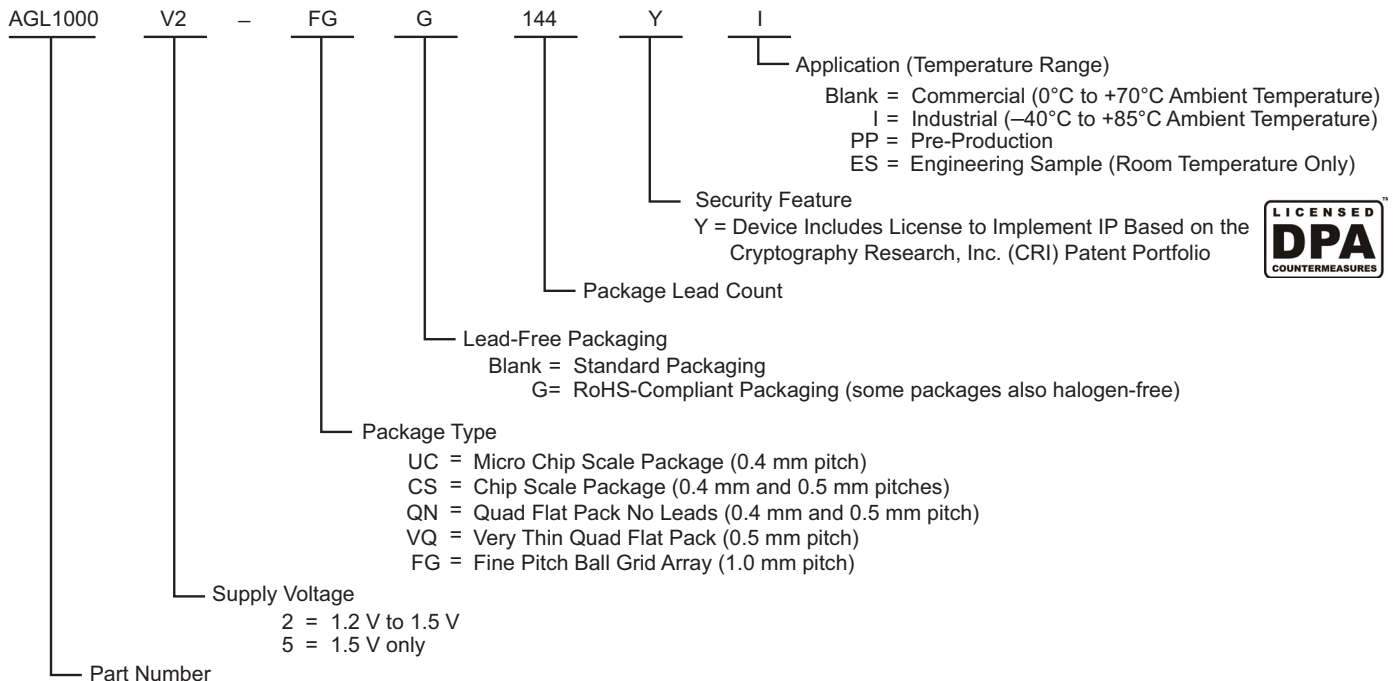 AGL1000 V2 – FG G 144 Y I
Application (Temperature Range)
Blank = Commercial (0°C to +70°C Ambient Temperature)
I = Industrial (–40°C to +85°C Ambient Temperature)
PP = Pre-Production
ES = Engineering Sample (Room Temperature Only)
Security Feature
Y = Device Includes License to Implement IP Based on the
Cryptography Research, Inc. (CRI) Patent Portfolio
LICENSED
DPA
COUNTERMEASURES
™
Package Lead Count
Lead-Free Packaging
Blank = Standard Packaging
G= RoHS-Compliant Packaging (some packages also halogen-free)
Package Type
UC = Micro Chip Scale Package (0.4 mm pitch)
CS = Chip Scale Package (0.4 mm and 0.5 mm pitches)
QN = Quad Flat Pack No Leads (0.4 mm and 0.5 mm pitch)
VQ = Very Thin Quad Flat Pack (0.5 mm pitch)
FG = Fine Pitch Ball Grid Array (1.0 mm pitch)
Supply Voltage
2 = 1.2 V to 1.5 V
5 = 1.5 V only
Part Number